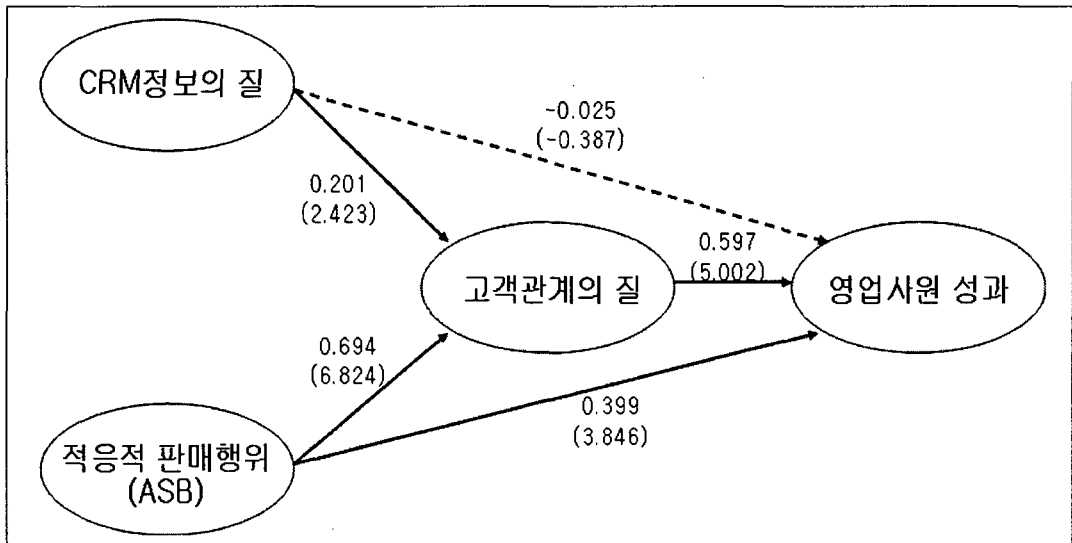 CRM정보의 질
-0.025
(-0.387)
0.201
(2.423)
고객관계의 질
0.597
(5.002)
영업사원 성과
0.694
(6.824)
0.399
(3.846)
적응적 판매행위
(ASB)